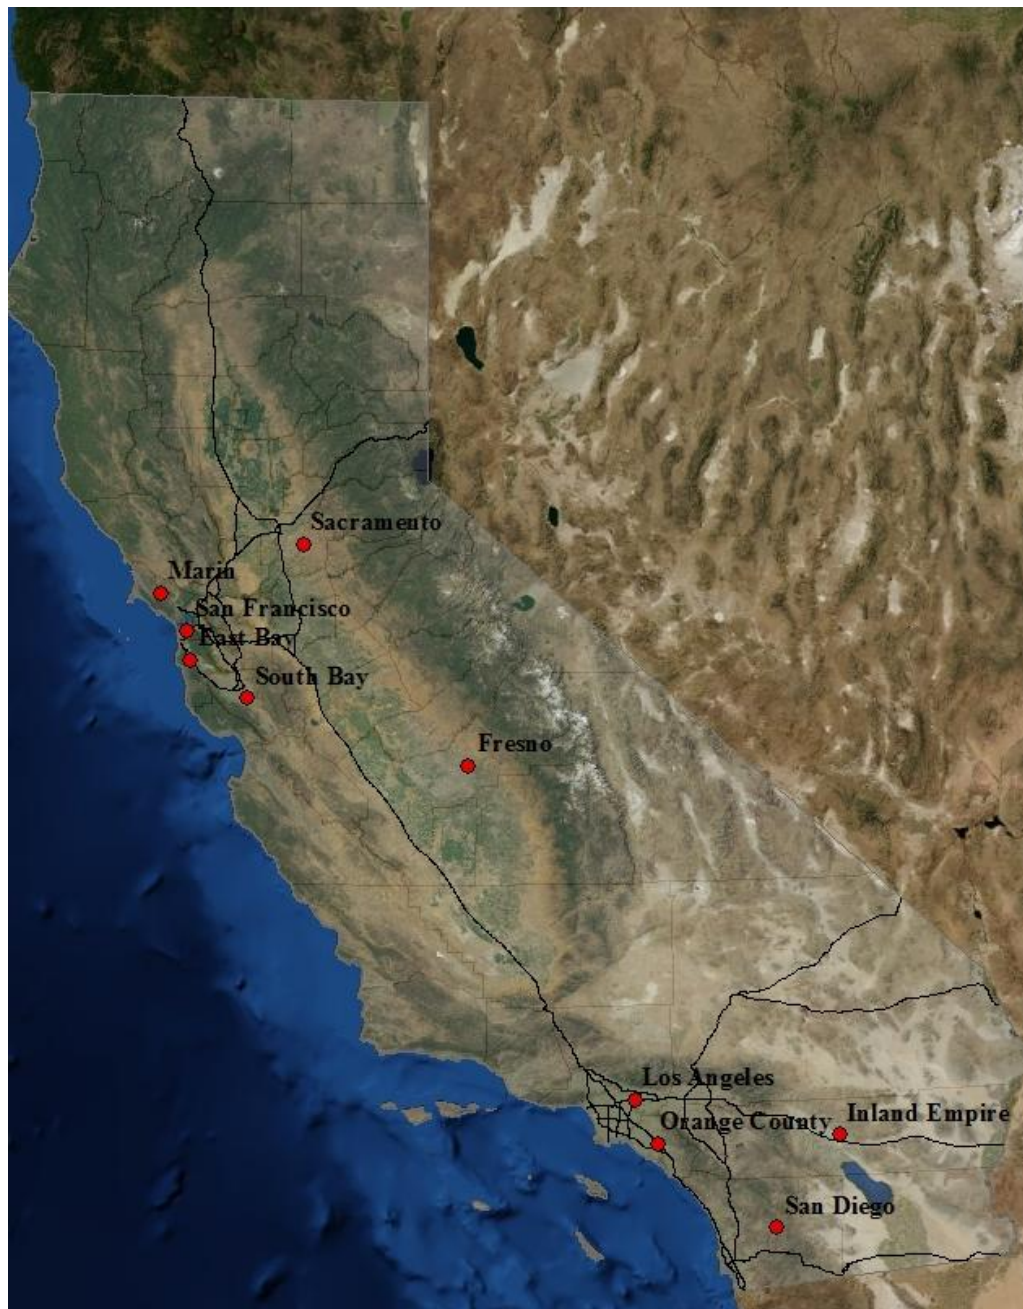 Sacramento
Marin
San Francisco
East Bay
South Bay
Fresno
Los Angeles
Inland Empire
Orange County
San Diego